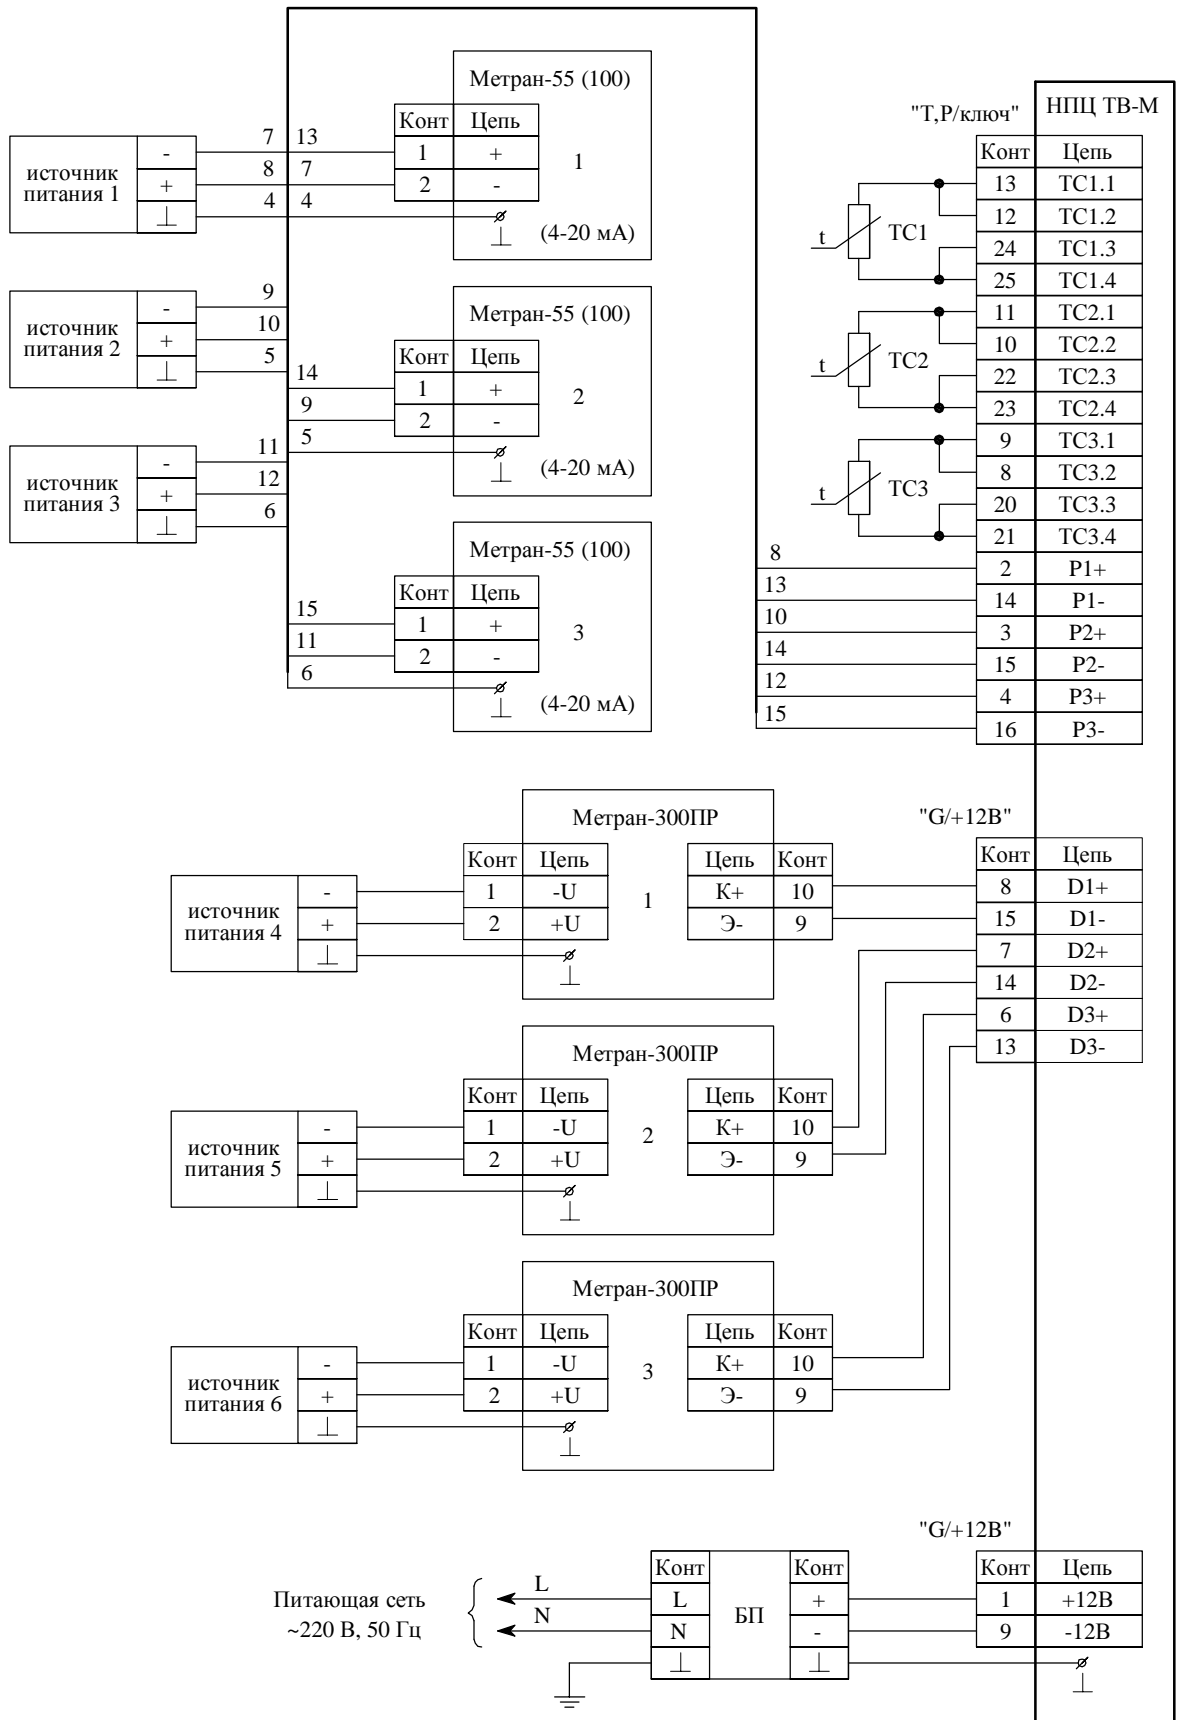 Метран-55 (100)
Конт Цепь
1 +
2 -
1
(4-20 мА)
7 13
8 7
4 4
источник
питания 1
-
+
9
10
5
источник
питания 2
-
+
Метран-55 (100)
Конт Цепь
14
1 +
9
2 -
5
2
(4-20 мА)
11
12
6
источник
питания 3
-
+
Метран-55 (100)
Конт Цепь
15
1 +
11
2 -
6
3
(4-20 мА)
"Т,Р/ключ"
НПЦ ТВ-М
Конт Цепь
13 ТС1.1
12 ТС1.2
24 ТС1.3
25 ТС1.4
11 ТС2.1
10 ТС2.2
22 ТС2.3
23 ТС2.4
9 ТС3.1
8 ТС3.2
20 ТС3.3
21 ТС3.4
2 Р1+
14 Р1-
3 Р2+
15 Р2-
4 Р3+
16 Р3-
t ТС1
t ТС2
t ТС3
8
13
10
14
12
15
Метран-300ПР
Конт Цепь
1 -U
2 +U
1
Цепь Конт
К+ 10
Э- 9
источник
питания 4
-
+
"G/+12В"
Конт Цепь
8 D1+
15 D1-
7 D2+
14 D2-
6 D3+
13 D3-
Метран-300ПР
Конт Цепь
1 -U
2 +U
2
Цепь Конт
К+ 10
Э- 9
источник
питания 5
-
+
Метран-300ПР
Конт Цепь
1 -U
2 +U
3
Цепь Конт
К+ 10
Э- 9
источник
питания 6
-
+
"G/+12В"
Питающая сеть
~220 В, 50 Гц
L
N
Конт
L
N
БП
Конт
+
-
Конт Цепь
1 +12В
9 -12В